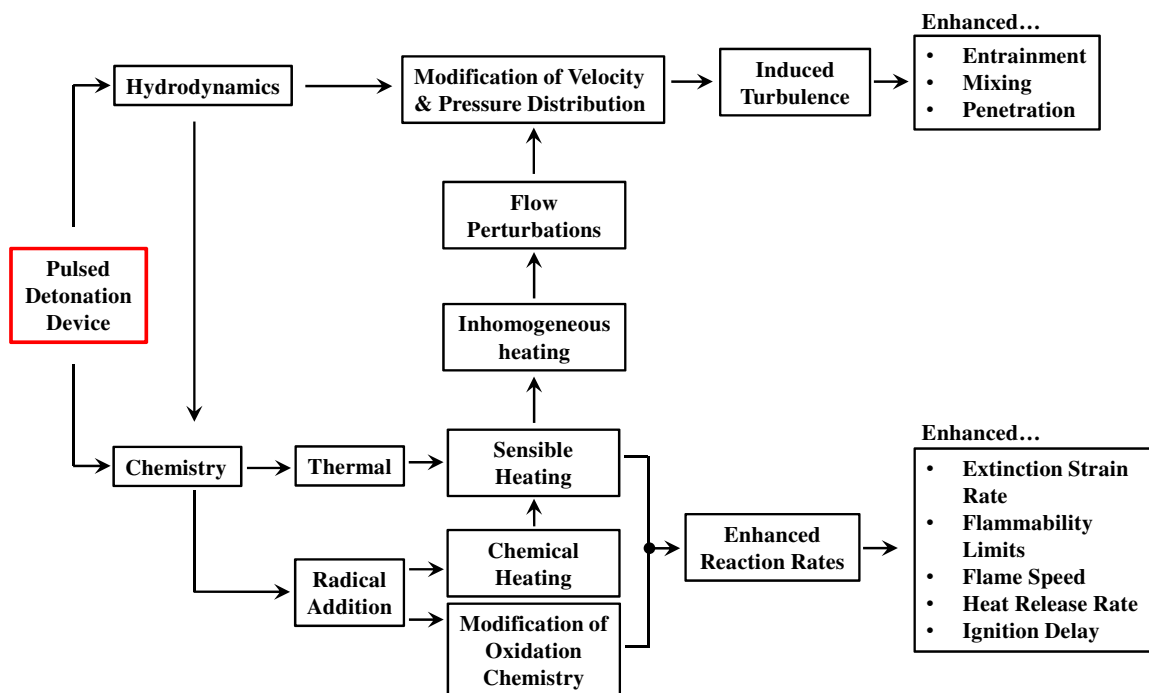 Enhanced…
• Entrainment
• Mixing
• Penetration
Hydrodynamics
Modification of Velocity
& Pressure Distribution
Induced
Turbulence
Flow
Perturbations
Pulsed
Detonation
Device
Inhomogeneous
heating
Enhanced…
• Extinction Strain
Rate
• Flammability
Limits
• Flame Speed
• Heat Release Rate
• Ignition Delay
Chemistry
Thermal
Sensible
Heating
Enhanced
Reaction Rates
Chemical
Heating
Radical
Addition
Modification of
Oxidation
Chemistry